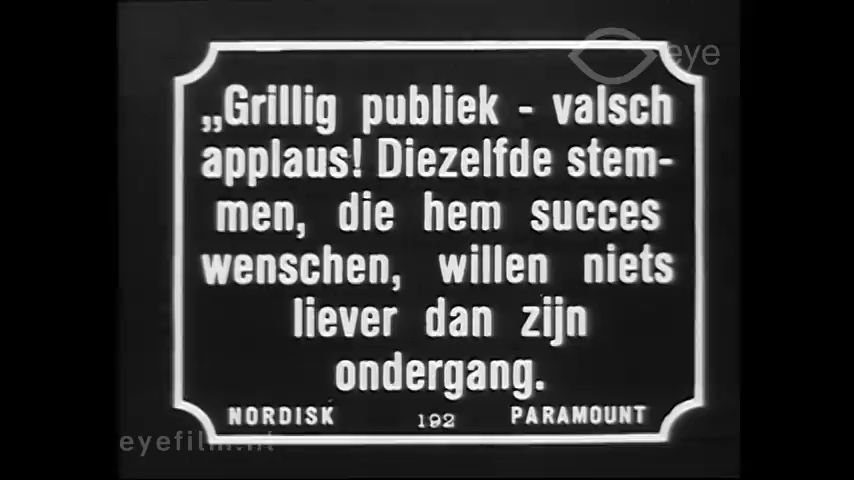 eye
„Grillig publiek - valsch
applaus! Diezelfde stem-
men, die hem succes
wenschen, willen niets
liever dan zijn
ondergang.
NORDISK 192 PARAMOUNT
eyefilm.nl